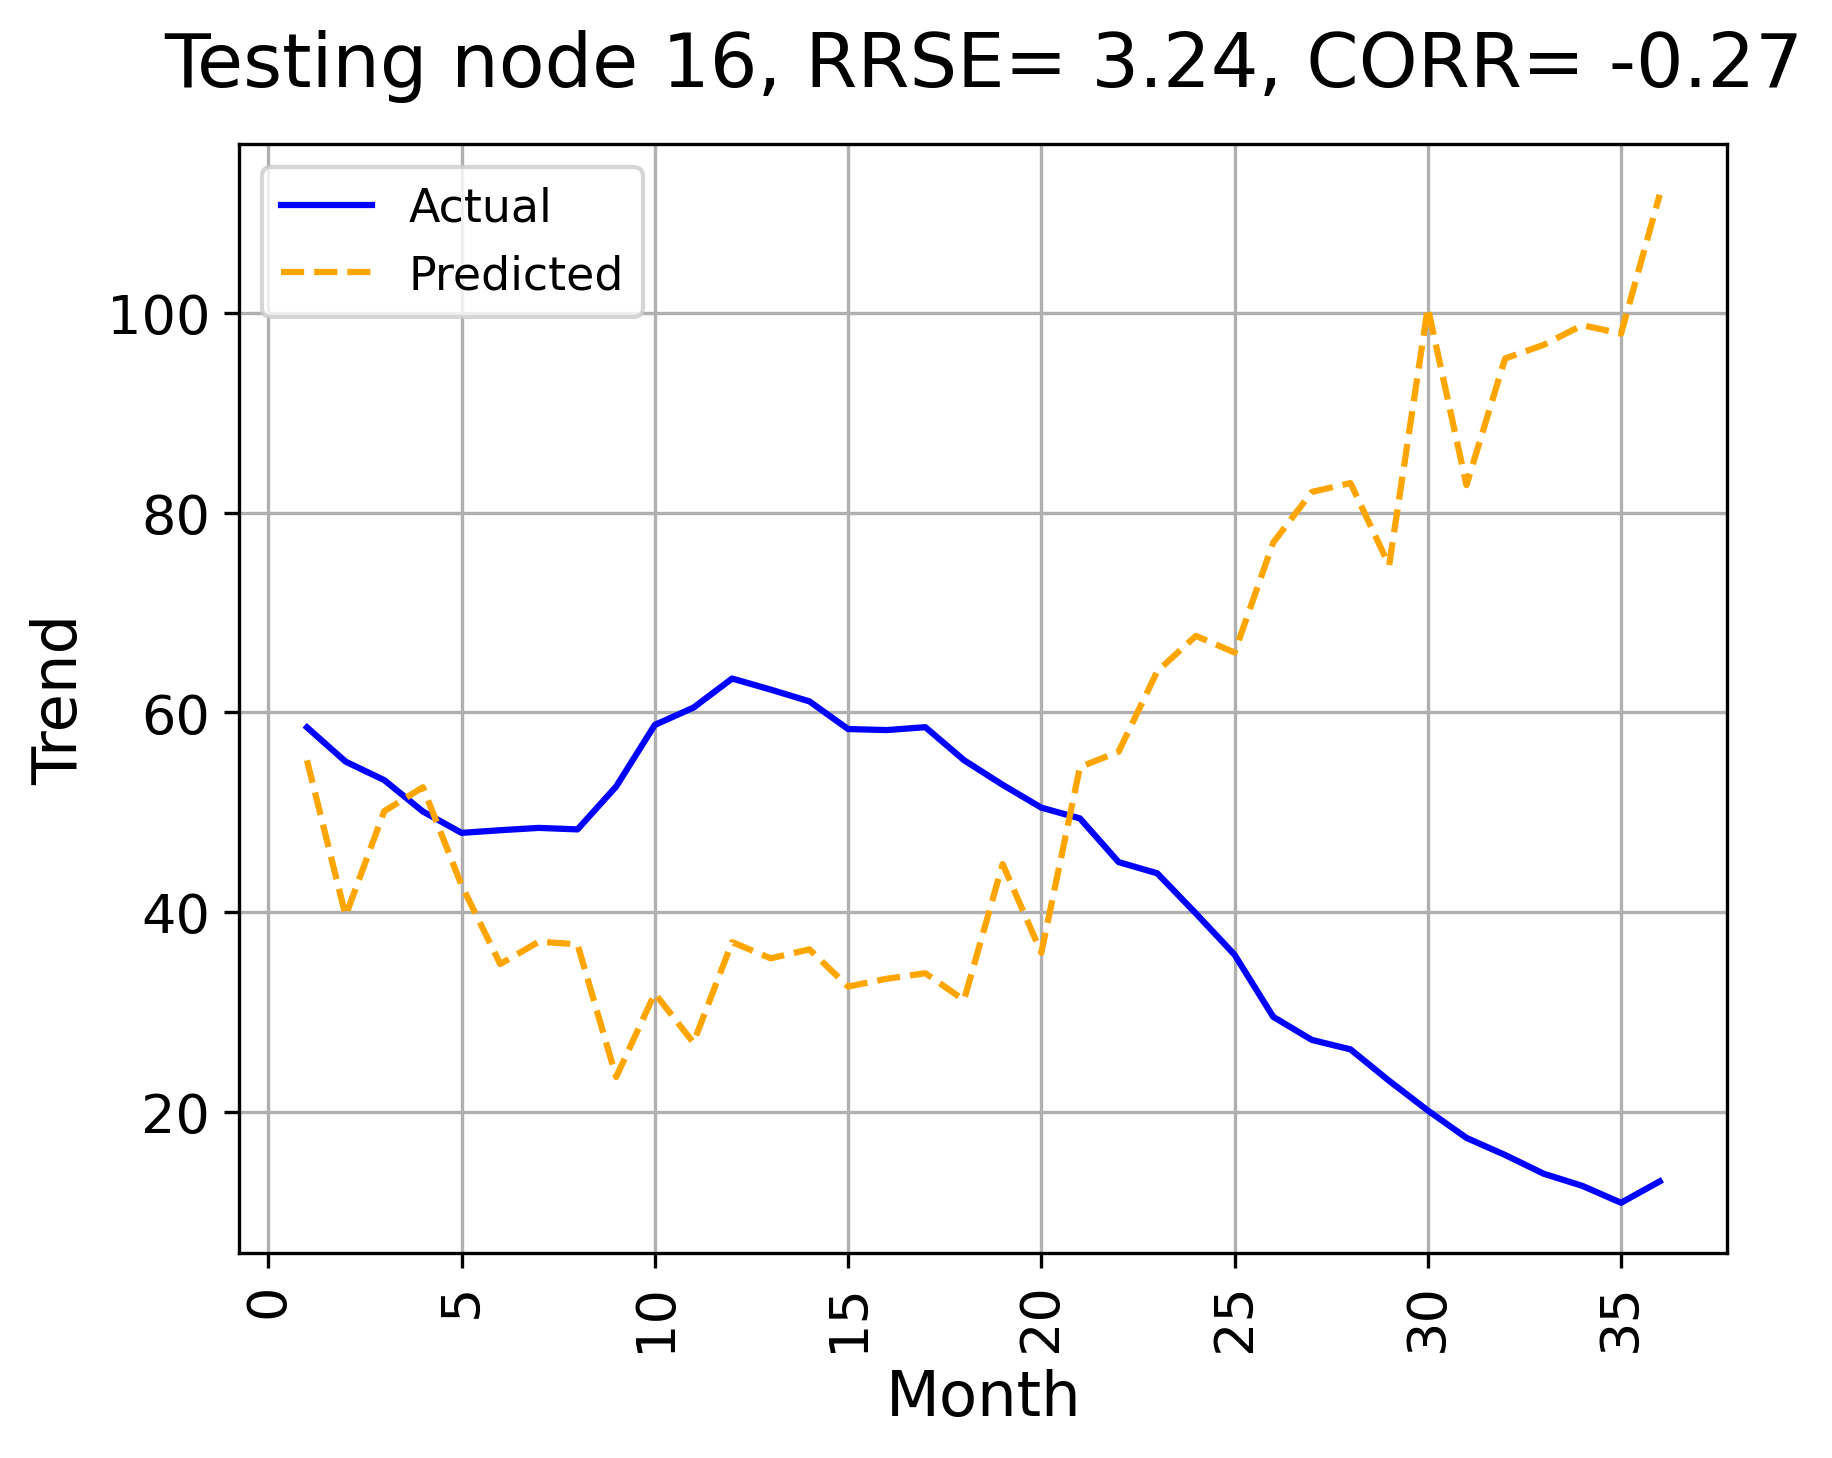 Testing node 16, RRSE= 3.24, CORR= -0.27
Actual
Predicted
100
80
60
40
20
Trend
0
5
10
15
20
25
30
35
Month